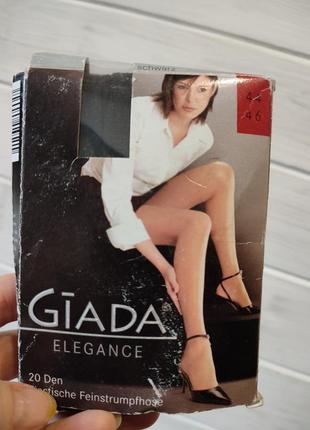 schwarz
44
46
GIADA
ELEGANCE
20 Den
Feinstrumpfhose